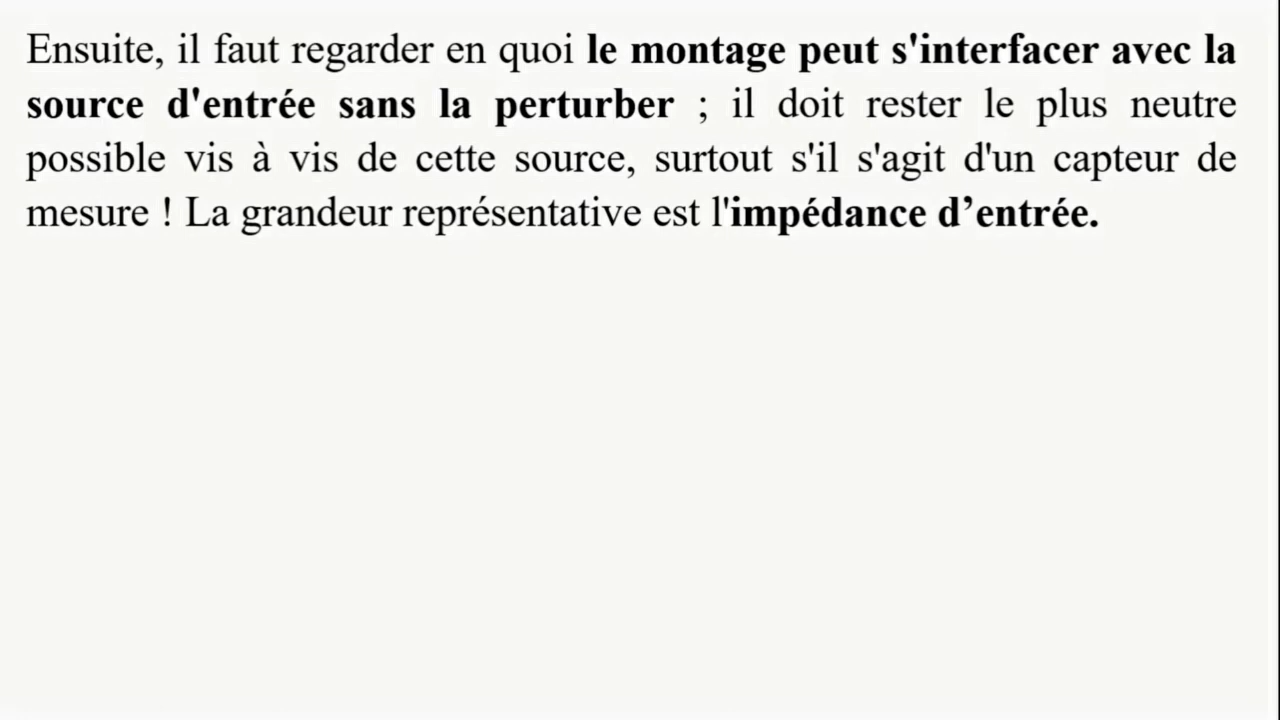 Ensuite, il faut regarder en quoi le montage peut s'interfacer avec la
source d'entrée sans la perturber ; il doit rester le plus neutre
possible vis à vis de cette source, surtout s'il s'agit d'un capteur de
mesure ! La grandeur représentative est l'impédance d’entrée.